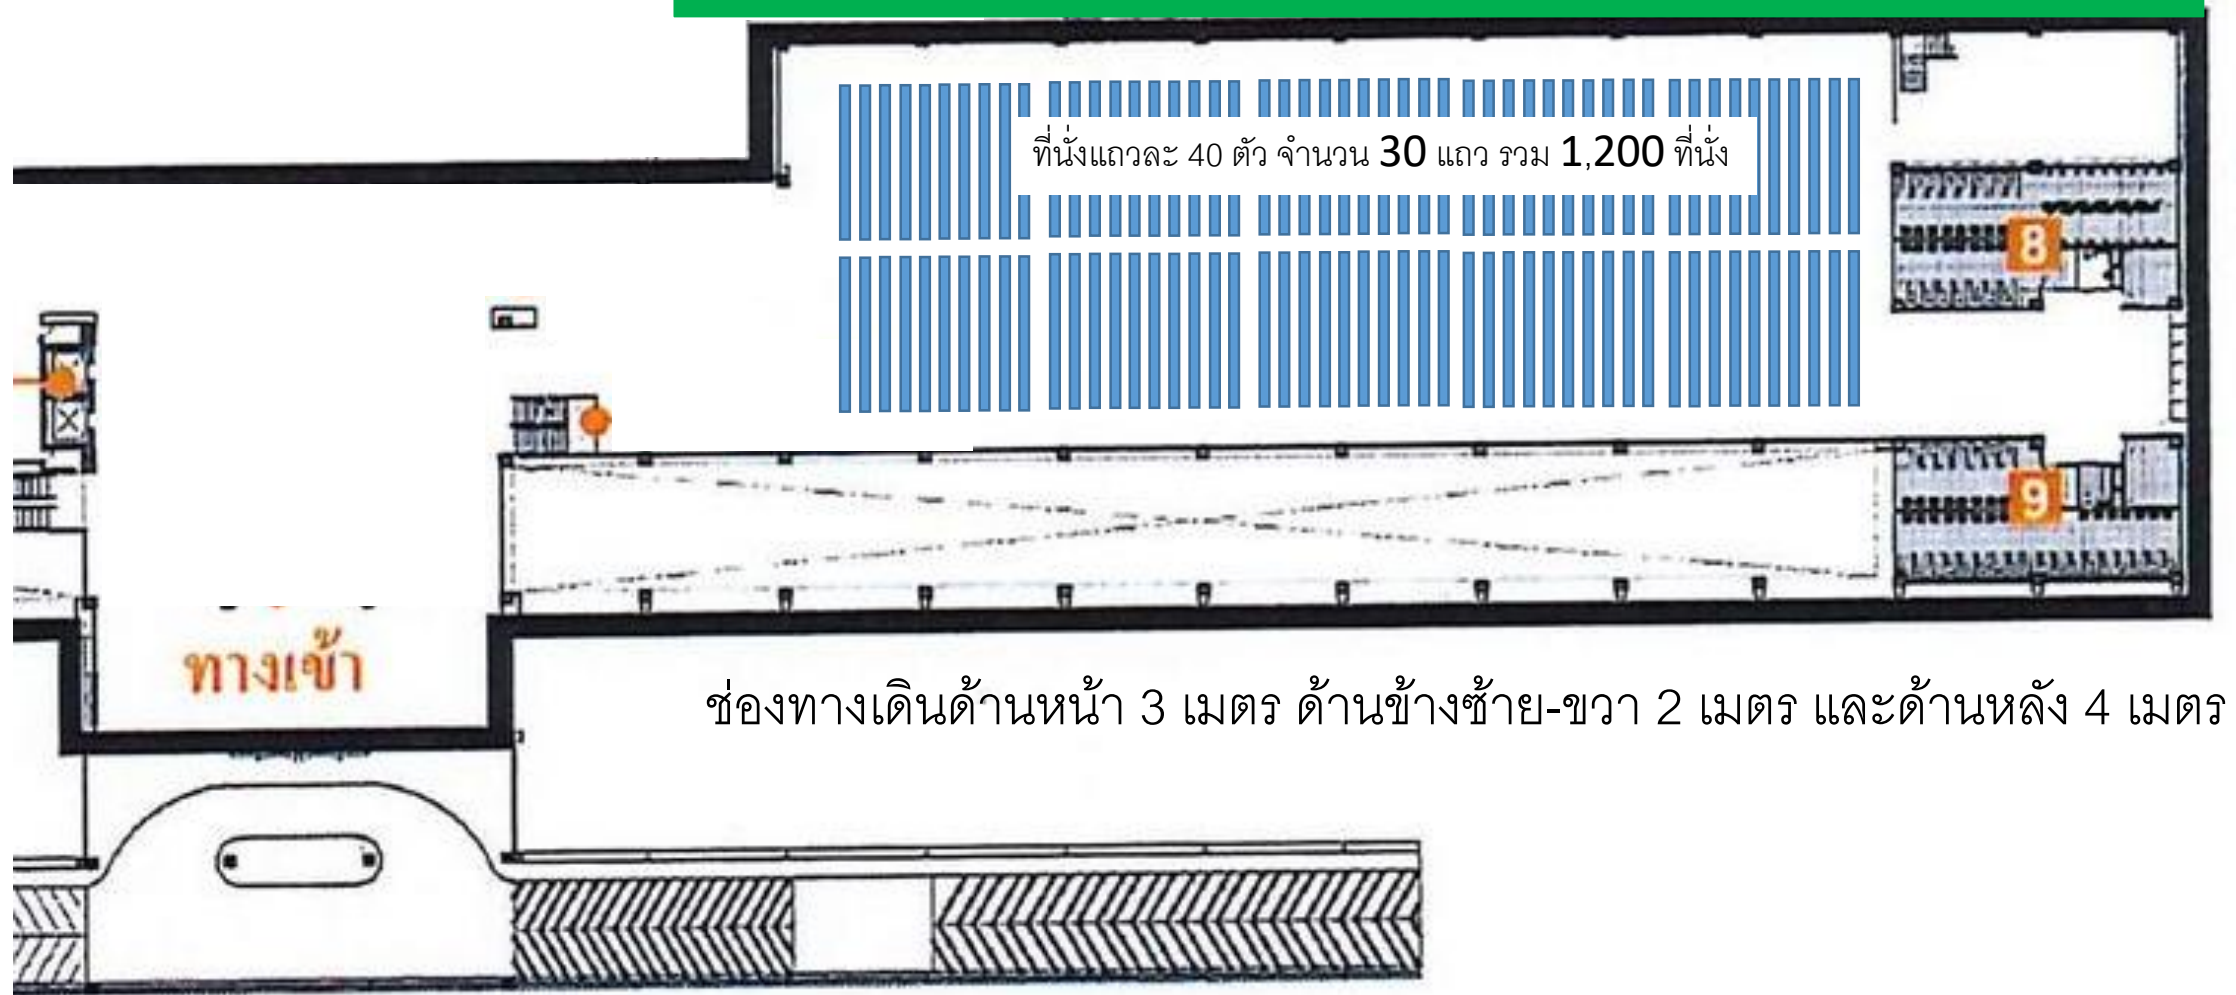 ที่นั่งแถวละ 40 ตัว จำนวน 30 แถว รวม 1,200 ที่นั่ง
8
9
ทางเข้า
ช่องทางเดินด้านหน้า 3 เมตร ด้านข้างซ้าย-ขวา 2 เมตร และด้านหลัง 4 เมตร